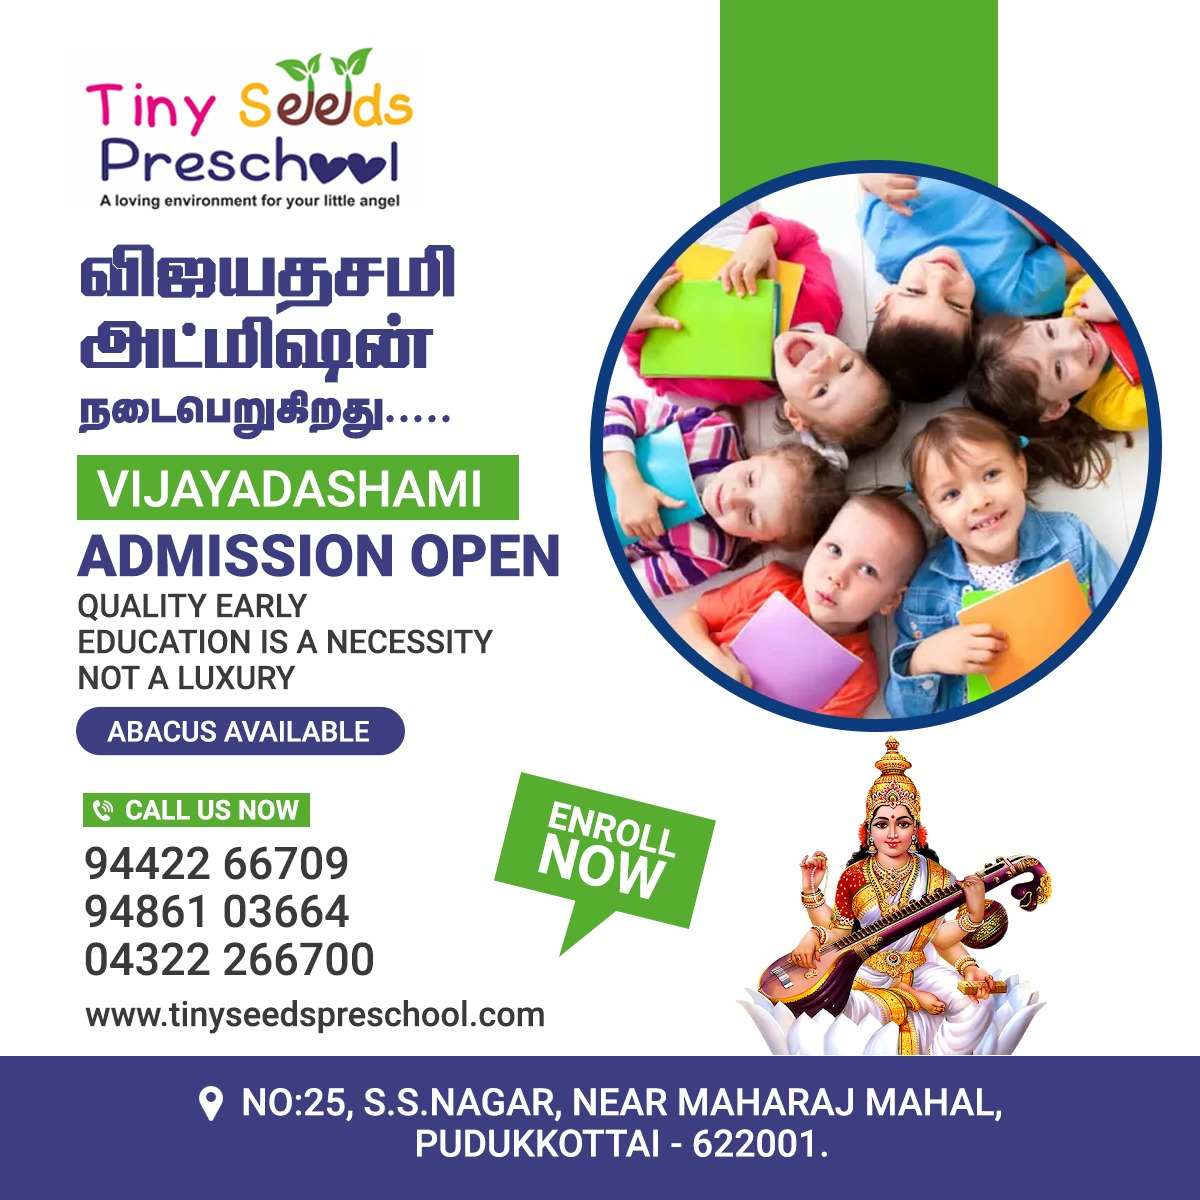 Tiny Seeds
Preschool
A loving environment for your little angel
விஜயதசமி
அட்மிஷன்
நடைபெறுகிறது.....
VIJAYADASHAMI
ADMISSION OPEN
QUALITY EARLY
EDUCATION IS A NECESSITY
NOT A LUXURY
ABACUS AVAILABLE
CALL US NOW
94422 66709
94861 03664
04322 266700
www.tinyseedspreschool.com
ENROLL
NOW
NO:25, S.S.NAGAR, NEAR MAHARAJ MAHAL,
PUDUKKOTTAI - 622001.